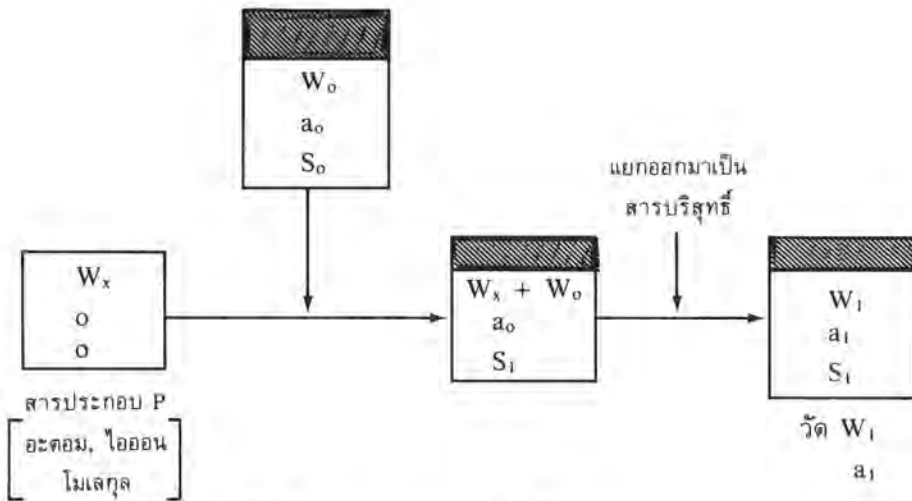 Wₒ
aₒ
Sₒ
แยกออกมาเป็น
สารบริสุทธิ์
Wₓ
o
o
Wₓ + Wₒ
aₒ
S₁
W₁
a₁
S₁
สารประกอบ P
อะตอม, ไอออน
โมเลกุล
วัด W₁
a₁